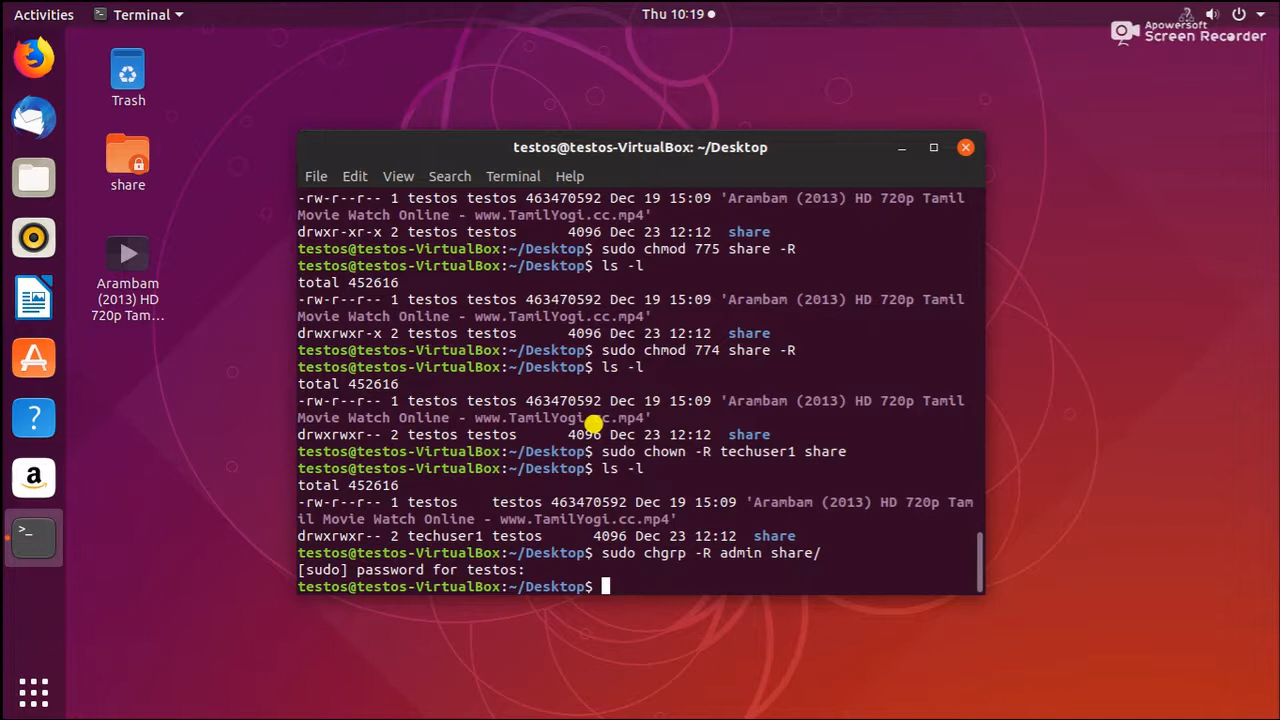 Activities
Terminal
Thu 10:19
Apowersoft
Screen Recorder
Trash
share
Arambam
(2013) HD
720p Tam…
testos@testos-VirtualBox: ~/Desktop
File Edit View Search Terminal Help
-rw-r--r-- 1 testos testos 463470592 Dec 19 15:09 'Arambam (2013) HD 720p Tamil
Movie Watch Online - www.TamilYogi.cc.mp4'
drwxr-xr-x 2 testos testos      4096 Dec 23 12:12  share
testos@testos-VirtualBox:~/Desktop$ sudo chmod 775 share -R
testos@testos-VirtualBox:~/Desktop$ ls -l
total 452616
-rw-r--r-- 1 testos testos 463470592 Dec 19 15:09 'Arambam (2013) HD 720p Tamil
Movie Watch Online - www.TamilYogi.cc.mp4'
drwxrwxr-x 2 testos testos      4096 Dec 23 12:12  share
testos@testos-VirtualBox:~/Desktop$ sudo chmod 774 share -R
testos@testos-VirtualBox:~/Desktop$ ls -l
total 452616
-rw-r--r-- 1 testos testos 463470592 Dec 19 15:09 'Arambam (2013) HD 720p Tamil
Movie Watch Online - www.TamilYogi.cc.mp4'
drwxrwxr-- 2 testos testos      4096 Dec 23 12:12  share
testos@testos-VirtualBox:~/Desktop$ sudo chown -R techuser1 share
testos@testos-VirtualBox:~/Desktop$ ls -l
total 452616
-rw-r--r-- 1 testos    testos 463470592 Dec 19 15:09 'Arambam (2013) HD 720p Tam
il Movie Watch Online - www.TamilYogi.cc.mp4'
drwxrwxr-- 2 techuser1 testos      4096 Dec 23 12:12  share
testos@testos-VirtualBox:~/Desktop$ sudo chgrp -R admin share/
[sudo] password for testos:
testos@testos-VirtualBox:~/Desktop$